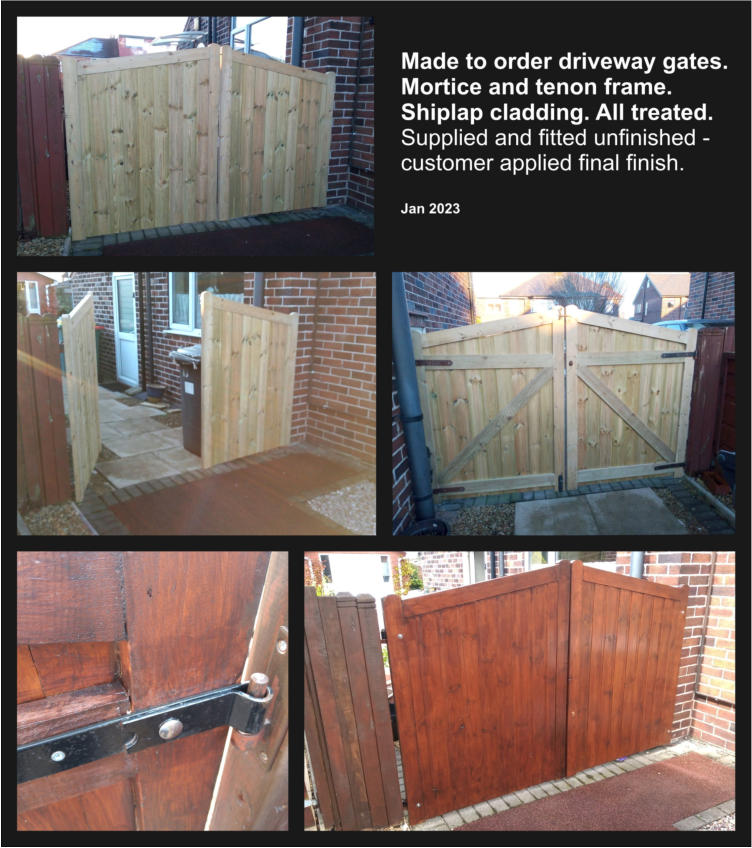 Made to order driveway gates.
Mortice and tenon frame.
Shiplap cladding. All treated.
Supplied and fitted unfinished -
customer applied final finish.
Jan 2023